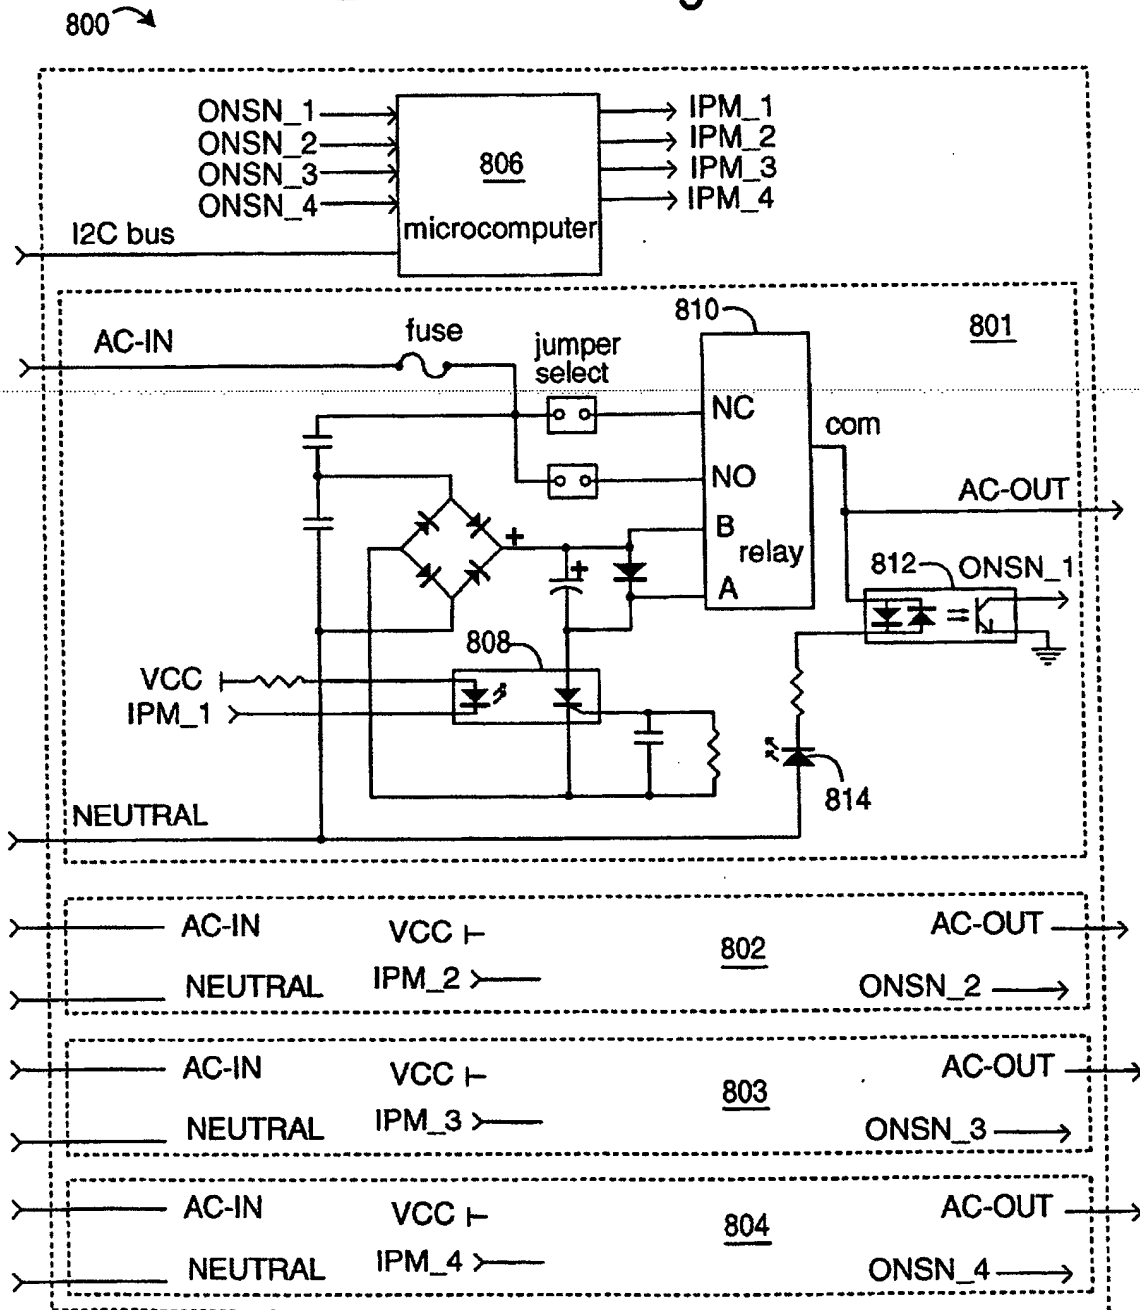 800
ONSN_1
ONSN_2
ONSN_3
ONSN_4
806
microcomputer
IPM_1
IPM_2
IPM_3
IPM_4
I2C bus
810
801
AC-IN
fuse
jumper
select
NC
com
NO
AC-OUT
+
B
relay
+
812
ONSN_1
A
808
VCC
IPM_1
814
NEUTRAL
AC-IN
VCC
AC-OUT
802
NEUTRAL
IPM_2
ONSN_2
AC-IN
VCC
AC-OUT
803
NEUTRAL
IPM_3
ONSN_3
AC-IN
VCC
AC-OUT
804
NEUTRAL
IPM_4
ONSN_4